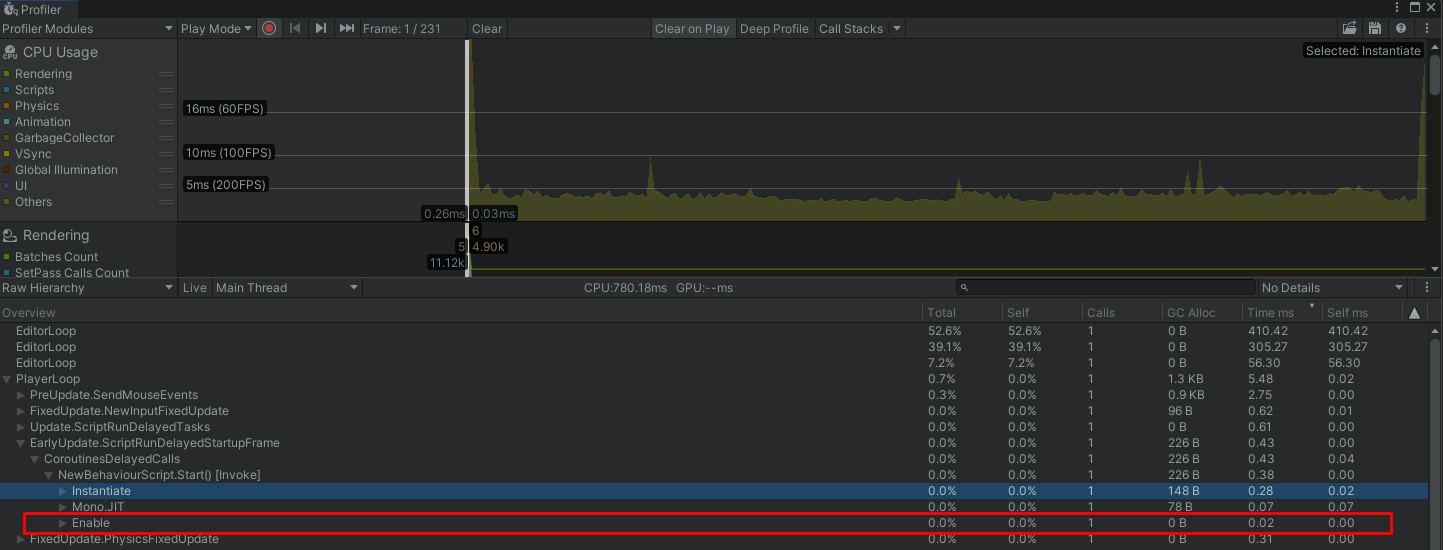 Profiler
Profiler Modules Play Mode Frame: 1 / 231 Clear Clear on Play Deep Profile Call Stacks
CPU Usage
CPU
Selected: Instantiate
Rendering
Scripts
Physics
16ms (60FPS)
Animation
GarbageCollector
VSync
10ms (100FPS)
Global Illumination
UI
5ms (200FPS)
Others
0.26ms 0.03ms
Rendering
6
Batches Count
5 4.90k
SetPass Calls Count
11.12k
Raw Hierarchy Live Main Thread CPU:780.18ms GPU:--ms No Details
Overview Total Self Calls GC Alloc Time ms Self ms
EditorLoop 52.6% 52.6% 1 0 B 410.42 410.42
EditorLoop 39.1% 39.1% 1 0 B 305.27 305.27
EditorLoop 7.2% 7.2% 1 0 B 56.30 56.30
PlayerLoop 0.7% 0.0% 1 1.3 KB 5.48 0.02
PreUpdate.SendMouseEvents 0.3% 0.0% 1 0.9 KB 2.75 0.00
FixedUpdate.NewInputFixedUpdate 0.0% 0.0% 1 96 B 0.62 0.01
Update.ScriptRunDelayedTasks 0.0% 0.0% 1 0 B 0.61 0.00
EarlyUpdate.ScriptRunDelayedStartupFrame 0.0% 0.0% 1 226 B 0.43 0.00
CoroutinesDelayedCalls 0.0% 0.0% 1 226 B 0.43 0.04
NewBehaviourScript.Start() [Invoke] 0.0% 0.0% 1 226 B 0.38 0.00
Instantiate 0.0% 0.0% 1 148 B 0.28 0.02
Mono.JIT 0.0% 0.0% 1 78 B 0.07 0.07
Enable 0.0% 0.0% 1 0 B 0.02 0.00
FixedUpdate.PhysicsFixedUpdate 0.0% 0.0% 1 0 B 0.31 0.00